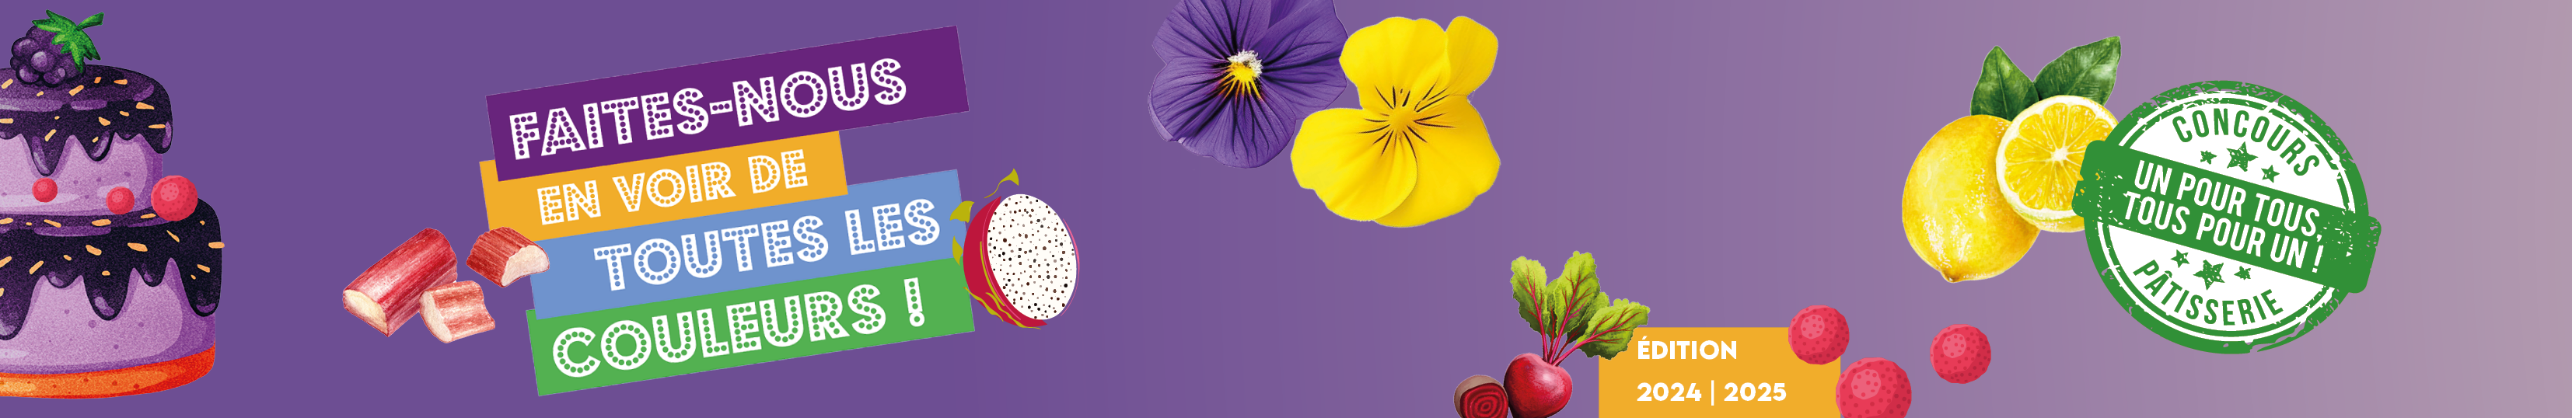 FAITES-NOUS
EN VOIR DE
TOUTES LES
COULEURS !
ÉDITION
2024 | 2025
CONCOURS
UN POUR TOUS,
TOUS POUR UN !
PÂTISSERIE